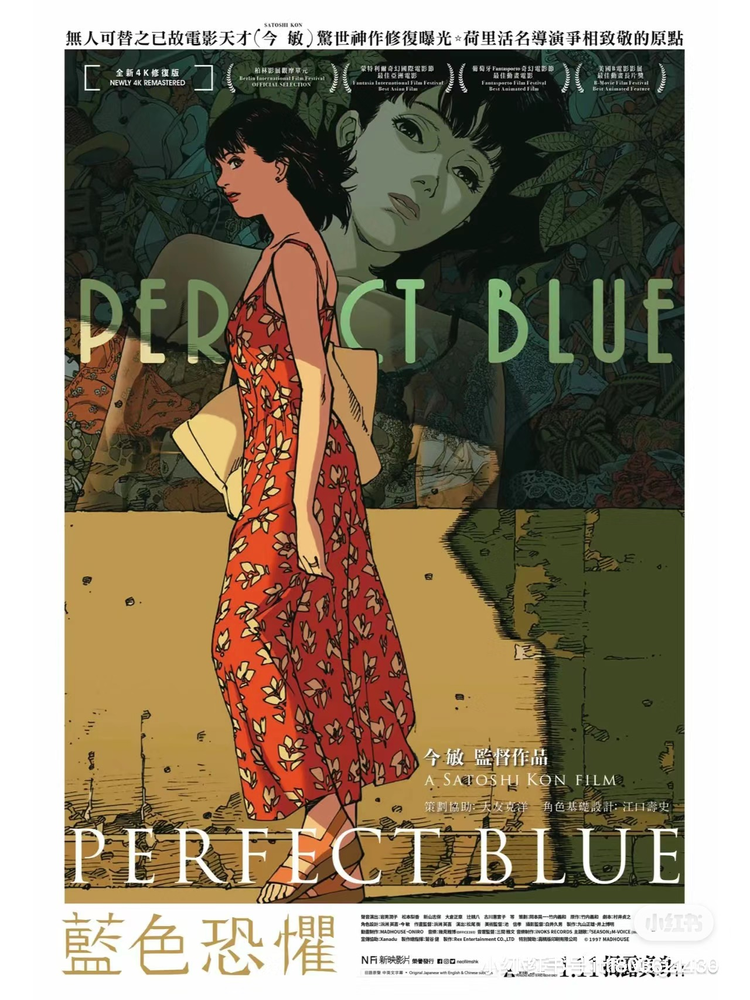 SATOSHI KON
無人可替之已故電影天才(今 敏)驚世神作修復曝光☆荷里活名導演爭相致敬的原點
全新4K修復版
NEWLY 4K REMASTERED
柏林影展觀摩單元
Berlin International Film Festival
OFFICIAL SELECTION
蒙特利爾奇幻國際電影節
最佳亞洲電影
Fantasia International Film Festival
Best Asian Film
葡萄牙Fantasporto奇幻電影節
最佳動畫電影
Fantasporto Film Festival
Best Animated Film
美國B電影影展
最佳動畫長片獎
B-Movie Film Festival
Best Animated Feature
PERFECT BLUE
今 敏 監督作品
A SATOSHI KON FILM
策劃協助: 大友克洋 角色基礎設計: 江口壽史
PERFECT BLUE
藍色恐懼
聲音演出:岩男潤子 松本梨香 新山志保 大倉正章 辻親八 古川惠實子 等 策劃:岡本晃一・竹內義和 原作:竹內義和 劇本:村井貞之
角色設計:浜洲英喜・今敏 作畫監督:浜洲英喜 演出:松尾衡 美術監督:池 信孝 攝影監督:白井久男 製作:丸山正雄・井上博明
動畫制作:MADHOUSE・ONIRO 音樂:幾見雅博(OFFICE193) 音響監督:三間雅文 音樂制作:iNOKS RECORDS 主題歌:「SEASON」M-VOICE
宣傳協助:Xanadu 製作總指揮:鷲谷健 製作:Rex Entertainment CO.,LTD 特別贊助:壽精版印刷有限公司 ©1997 MADHOUSE
NFi 新映影片 榮譽發行 neofilmshk
日語原聲 中英文字幕 • Original Japanese with English & Chinese
1.11 揭露真
小红书
小红书号